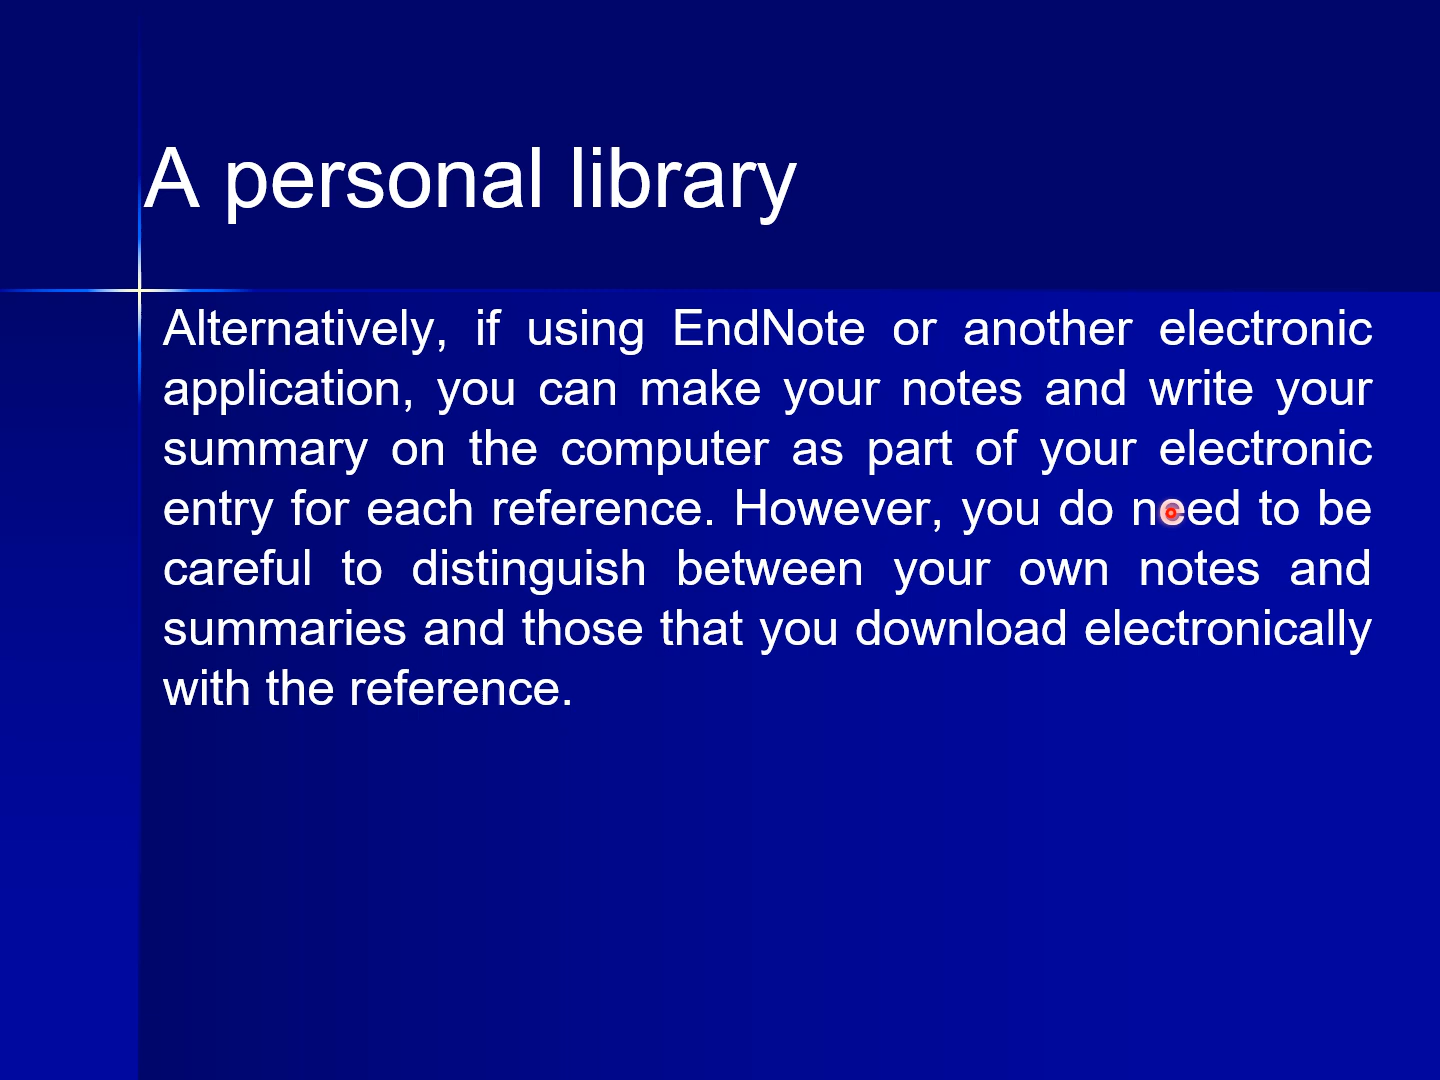 A personal library
Alternatively, if using EndNote or another electronic
application, you can make your notes and write your
summary on the computer as part of your electronic
entry for each reference. However, you do need to be
careful to distinguish between your own notes and
summaries and those that you download electronically
with the reference.